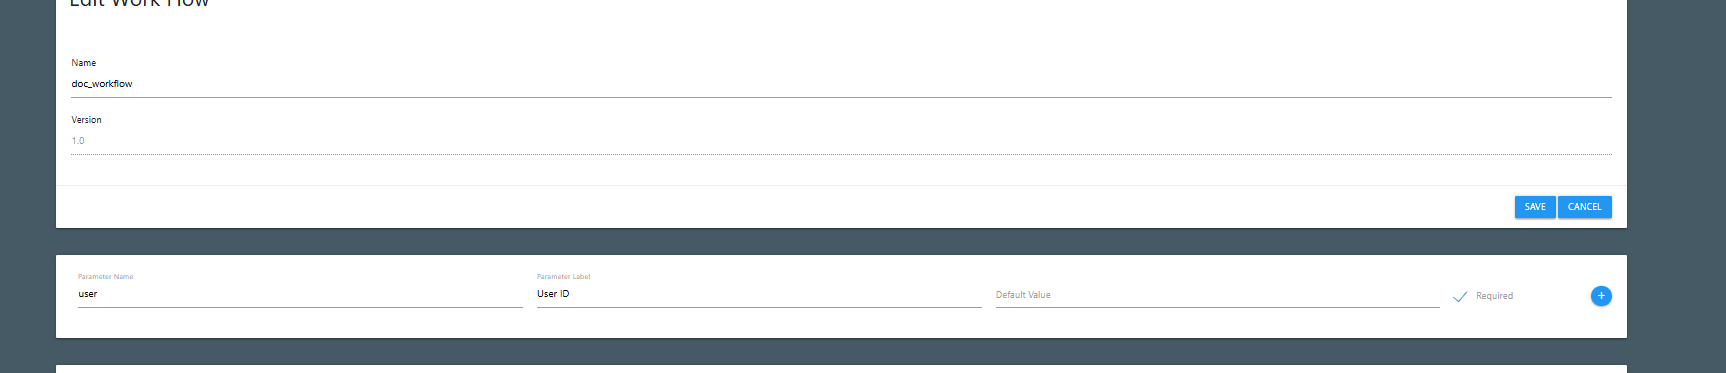 Edit Work Flow
Name
doc_workflow
Version
1.0
SAVE CANCEL
Parameter Name Parameter Label
user User ID Default Value Required +